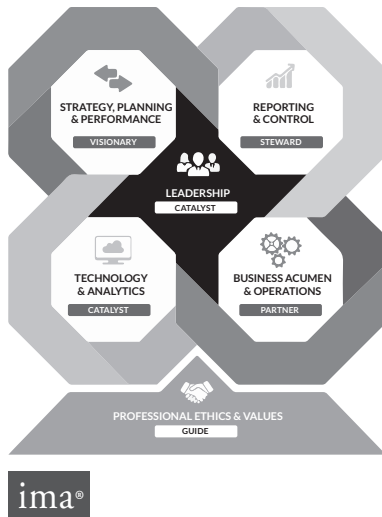 STRATEGY, PLANNING
& PERFORMANCE
VISIONARY
REPORTING
& CONTROL
STEWARD
LEADERSHIP
CATALYST
TECHNOLOGY
& ANALYTICS
CATALYST
BUSINESS ACUMEN
& OPERATIONS
PARTNER
PROFESSIONAL ETHICS & VALUES
GUIDE
ima®